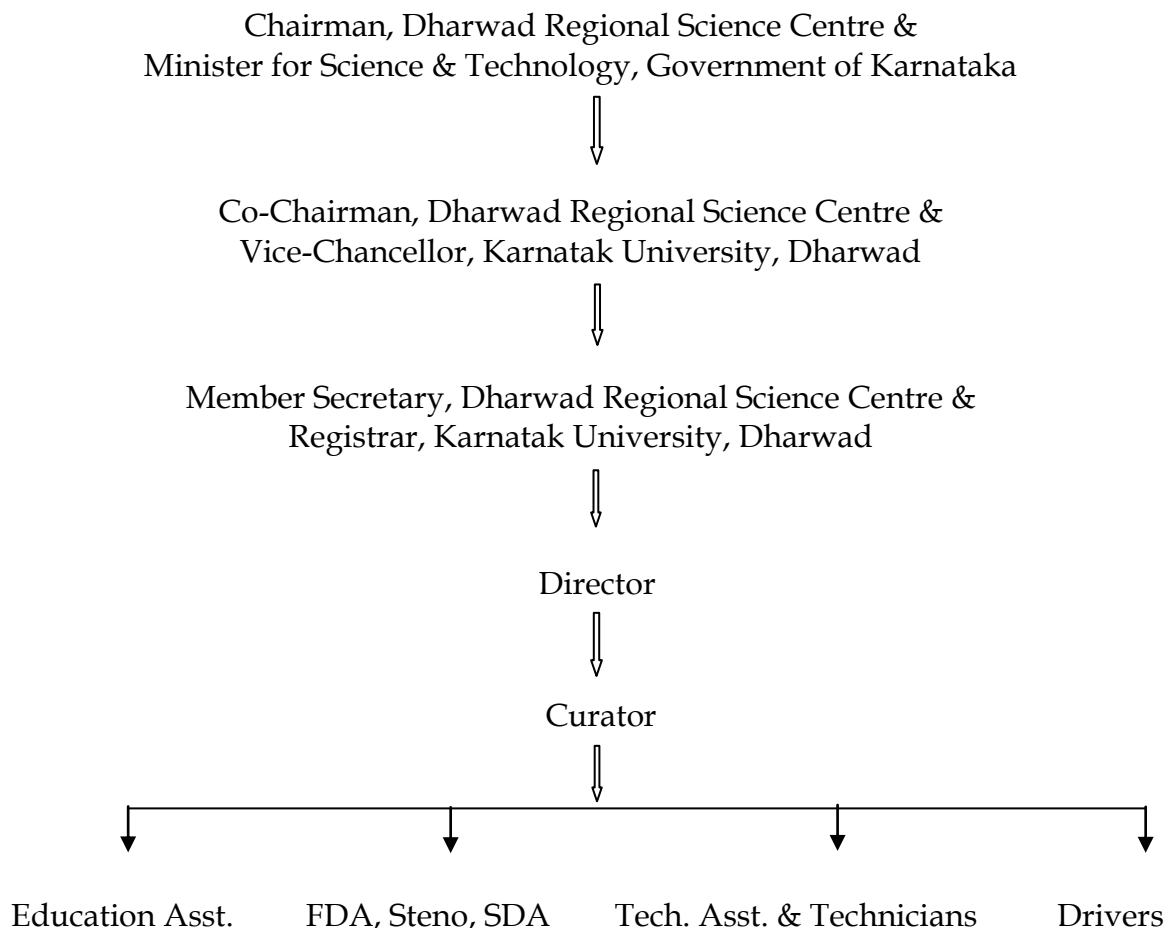 Chairman, Dharwad Regional Science Centre &
Minister for Science & Technology, Government of Karnataka
Co-Chairman, Dharwad Regional Science Centre &
Vice-Chancellor, Karnatak University, Dharwad
Member Secretary, Dharwad Regional Science Centre &
Registrar, Karnatak University, Dharwad
Director
Curator
Education Asst. FDA, Steno, SDA Tech. Asst. & Technicians Drivers